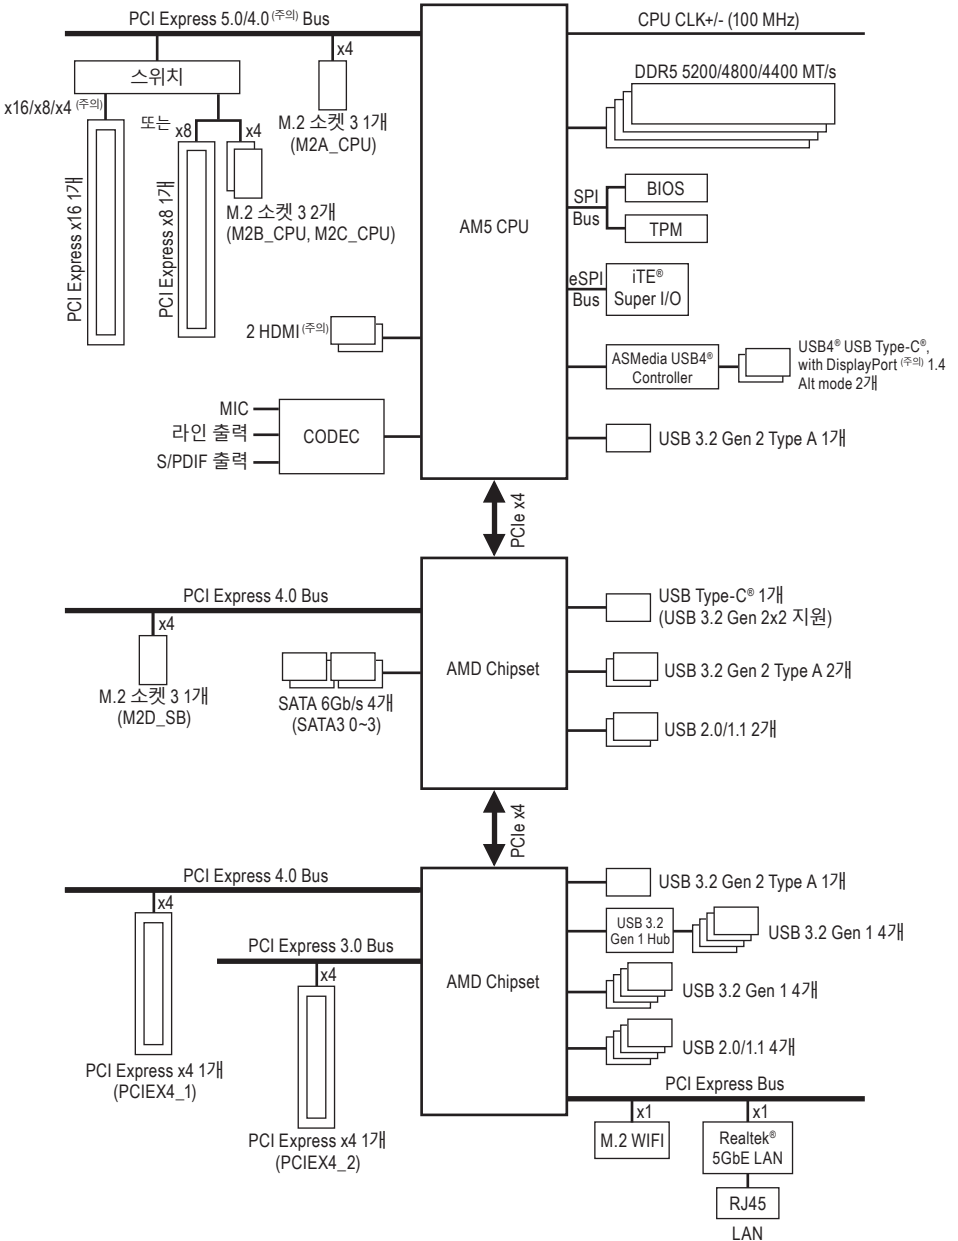 PCI Express 5.0/4.0 (주의) Bus
CPU CLK+/- (100 MHz)
x4
스위치
DDR5 5200/4800/4400 MT/s
x16/x8/x4 (주의)
또는
x8
x4
M.2 소켓 3 1개
(M2A_CPU)
PCI Express x16 1개
PCI Express x8 1개
M.2 소켓 3 2개
(M2B_CPU, M2C_CPU)
AM5 CPU
SPI
Bus
BIOS
TPM
eSPI
Bus
iTE®
Super I/O
2 HDMI (주의)
ASMedia USB4®
Controller
USB4® USB Type-C®,
with DisplayPort (주의) 1.4
Alt mode 2개
MIC
라인 출력
S/PDIF 출력
CODEC
USB 3.2 Gen 2 Type A 1개
PCIe x4
PCI Express 4.0 Bus
x4
M.2 소켓 3 1개
(M2D_SB)
SATA 6Gb/s 4개
(SATA3 0~3)
AMD Chipset
USB Type-C® 1개
(USB 3.2 Gen 2x2 지원)
USB 3.2 Gen 2 Type A 2개
USB 2.0/1.1 2개
PCIe x4
PCI Express 4.0 Bus
x4
PCI Express 3.0 Bus
x4
PCI Express x4 1개
(PCIEX4_1)
PCI Express x4 1개
(PCIEX4_2)
AMD Chipset
USB 3.2 Gen 2 Type A 1개
USB 3.2
Gen 1 Hub
USB 3.2 Gen 1 4개
USB 3.2 Gen 1 4개
USB 2.0/1.1 4개
PCI Express Bus
x1
x1
M.2 WIFI
Realtek®
5GbE LAN
RJ45
LAN